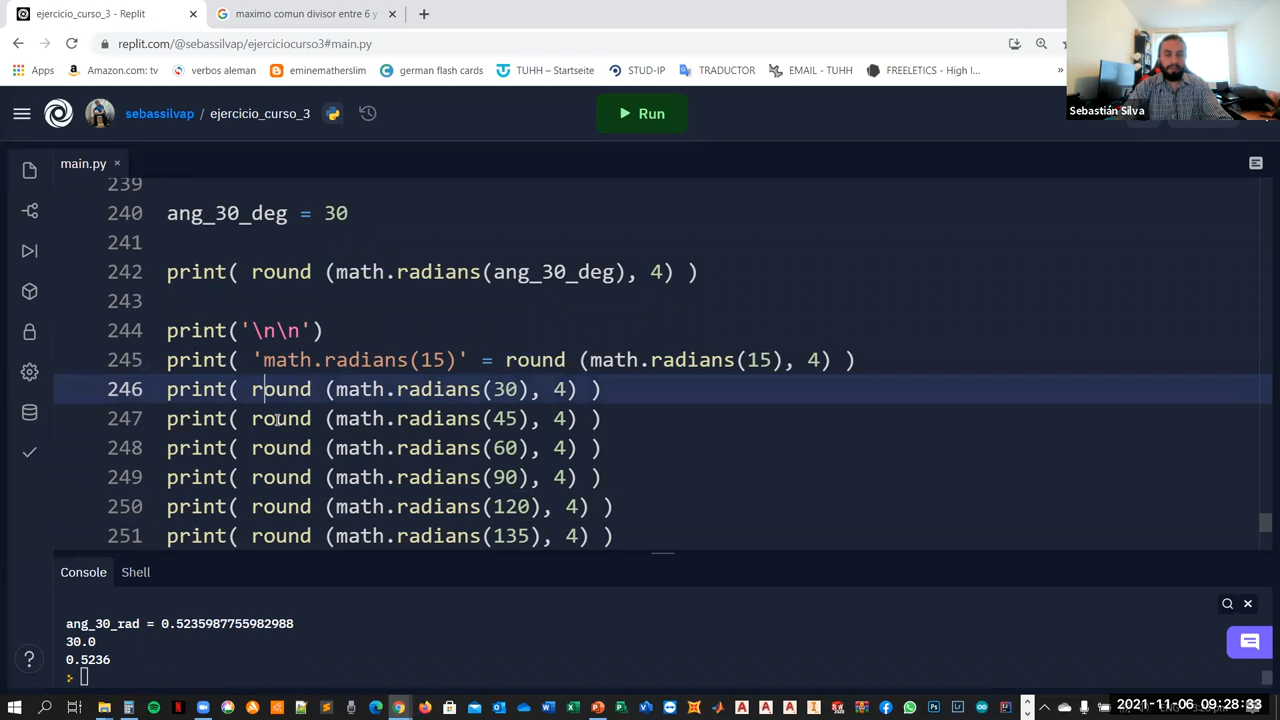 ejercicio_curso_3 - Replit
maximo comun divisor entre 6 y
replit.com/@sebassilvap/ejerciciocurso3#main.py
Apps
Amazon.com: tv
verbos aleman
eminematherslim
german flash cards
TUHH – Startseite
STUD-IP
TRADUCTOR
EMAIL - TUHH
FREELETICS - High I...
»
Sebastián Silva
sebassilvap / ejercicio_curso_3
Run
main.py
239
240 ang_30_deg = 30
241
242 print( round (math.radians(ang_30_deg), 4) )
243
244 print('\n\n')
245 print( 'math.radians(15)' = round (math.radians(15), 4) )
246 print( round (math.radians(30), 4) )
247 print( round (math.radians(45), 4) )
248 print( round (math.radians(60), 4) )
249 print( round (math.radians(90), 4) )
250 print( round (math.radians(120), 4) )
251 print( round (math.radians(135), 4) )
Console
Shell
ang_30_rad = 0.5235987755982988
30.0
0.5236
2021-11-06 09:28:33